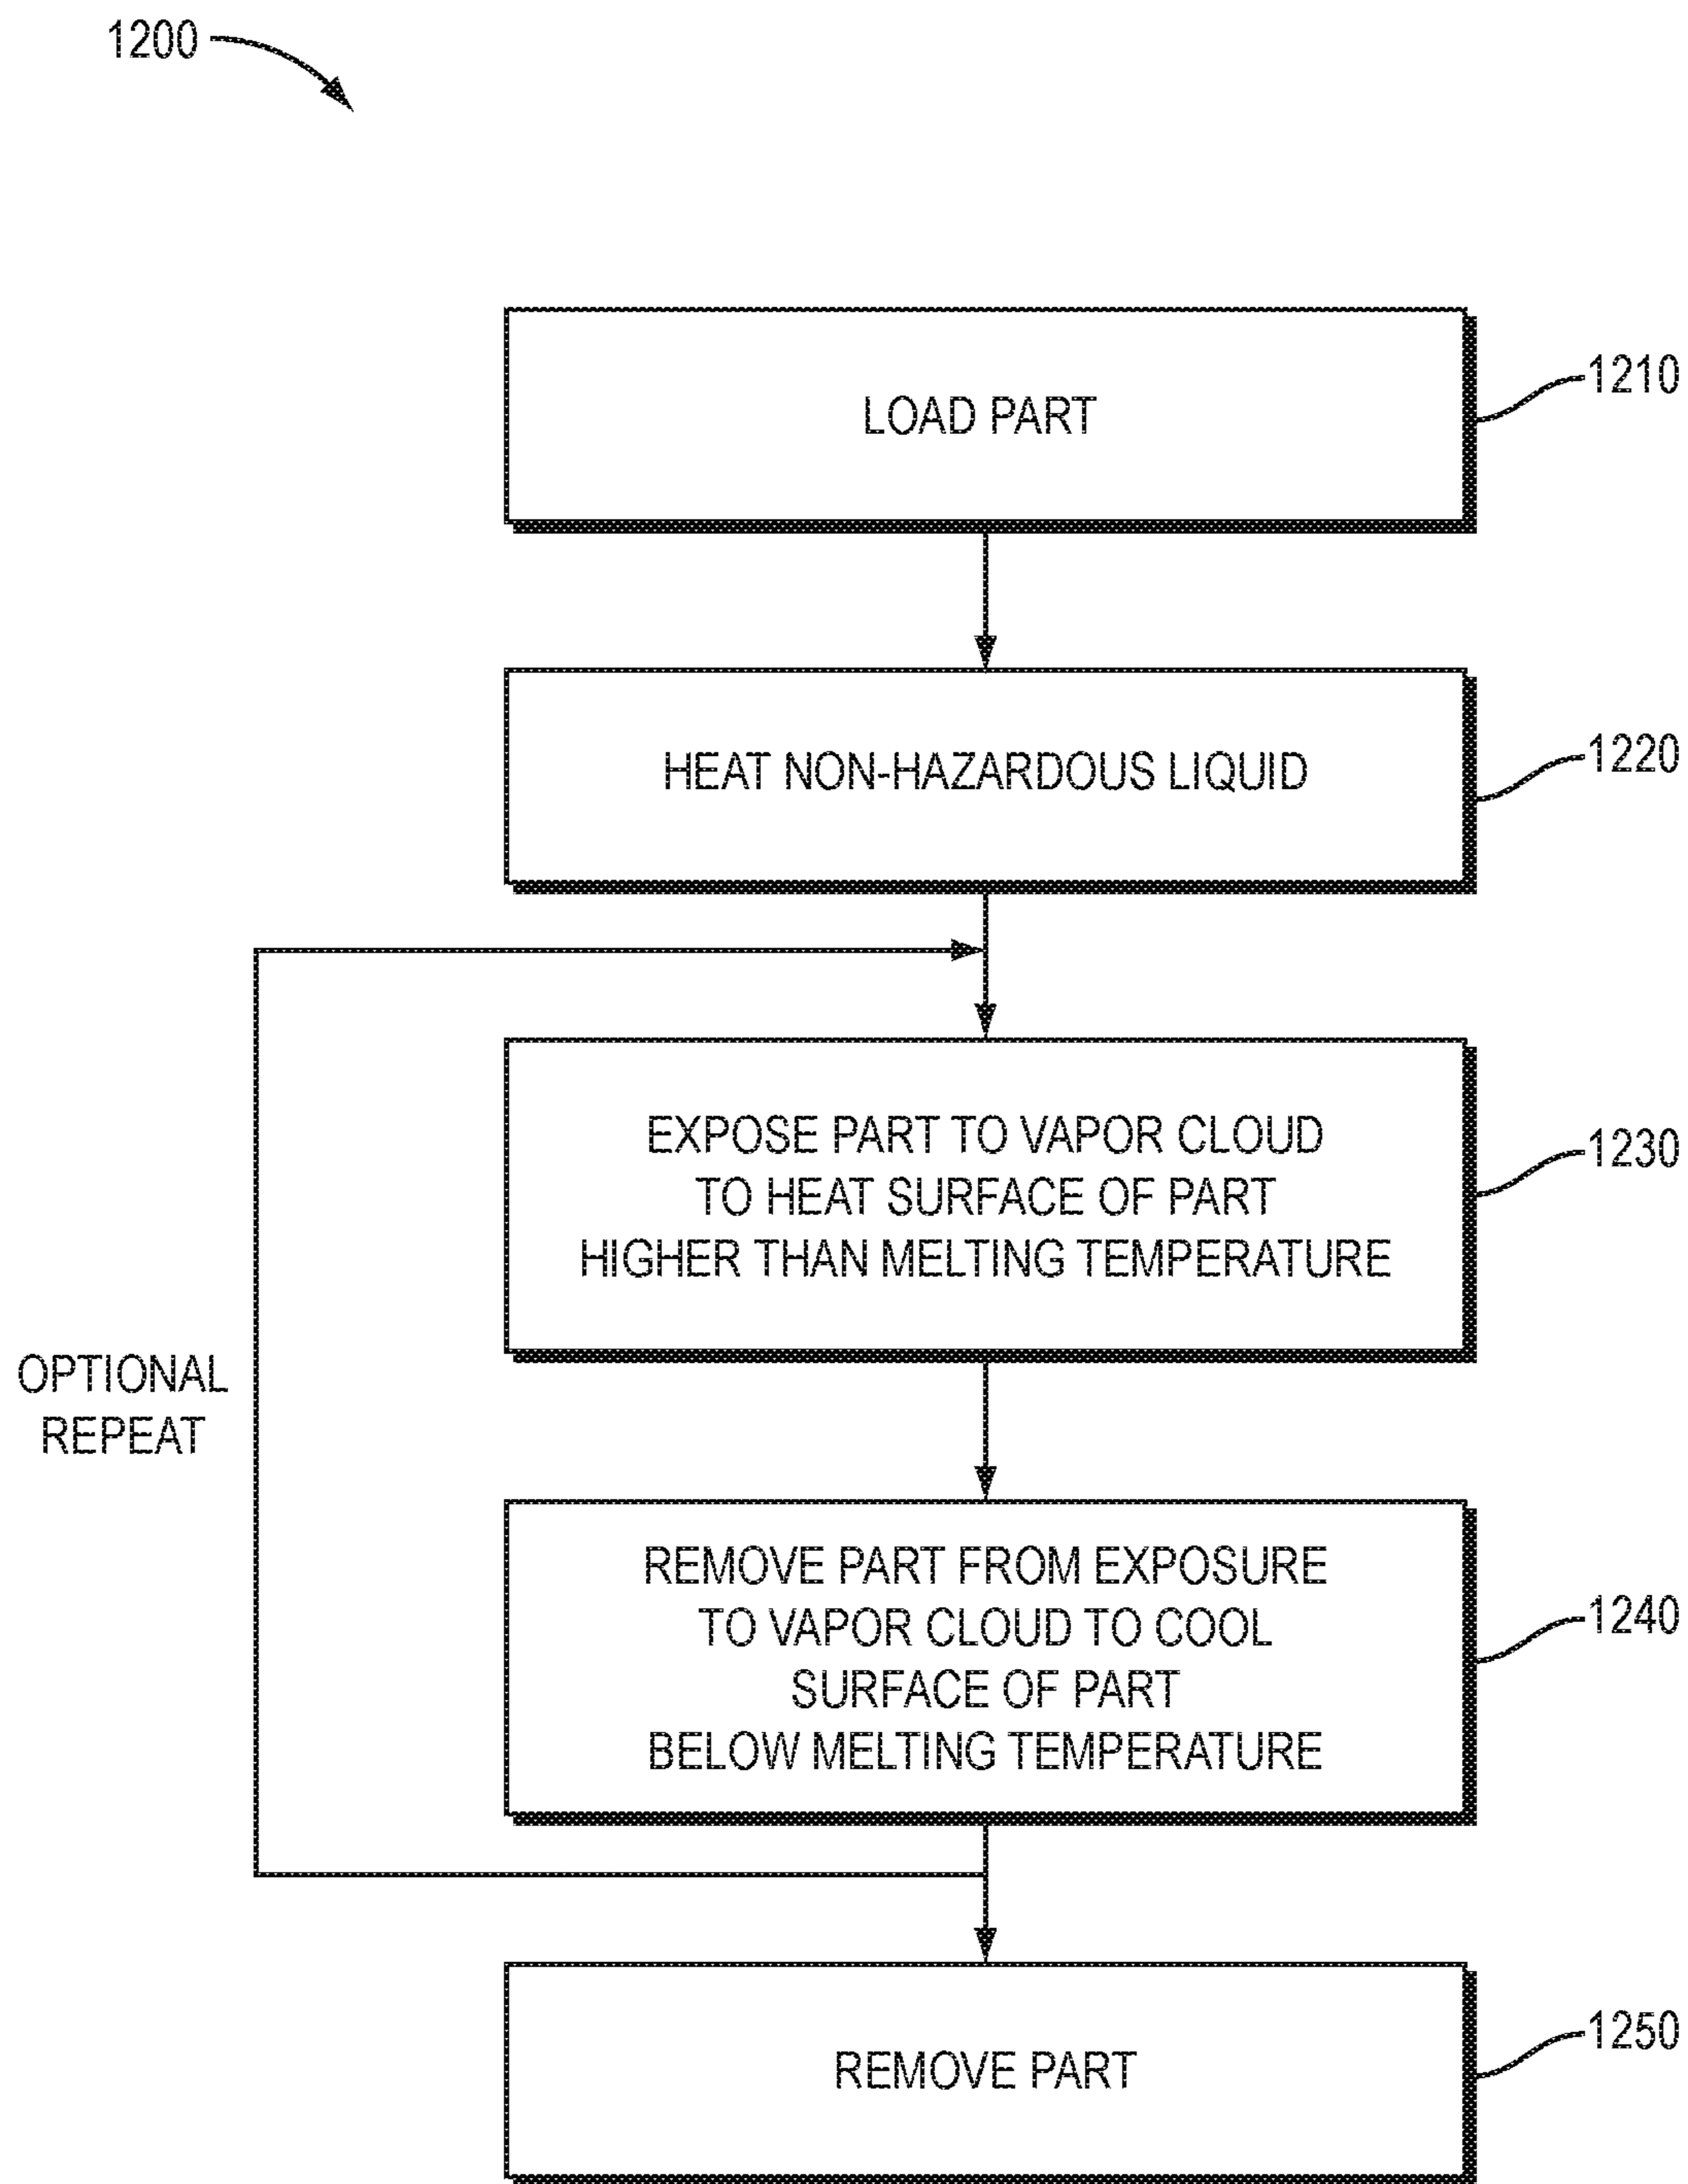 1200
LOAD PART
1210
HEAT NON-HAZARDOUS LIQUID
1220
EXPOSE PART TO VAPOR CLOUD
TO HEAT SURFACE OF PART
HIGHER THAN MELTING TEMPERATURE
1230
OPTIONAL
REPEAT
REMOVE PART FROM EXPOSURE
TO VAPOR CLOUD TO COOL
SURFACE OF PART
BELOW MELTING TEMPERATURE
1240
REMOVE PART
1250